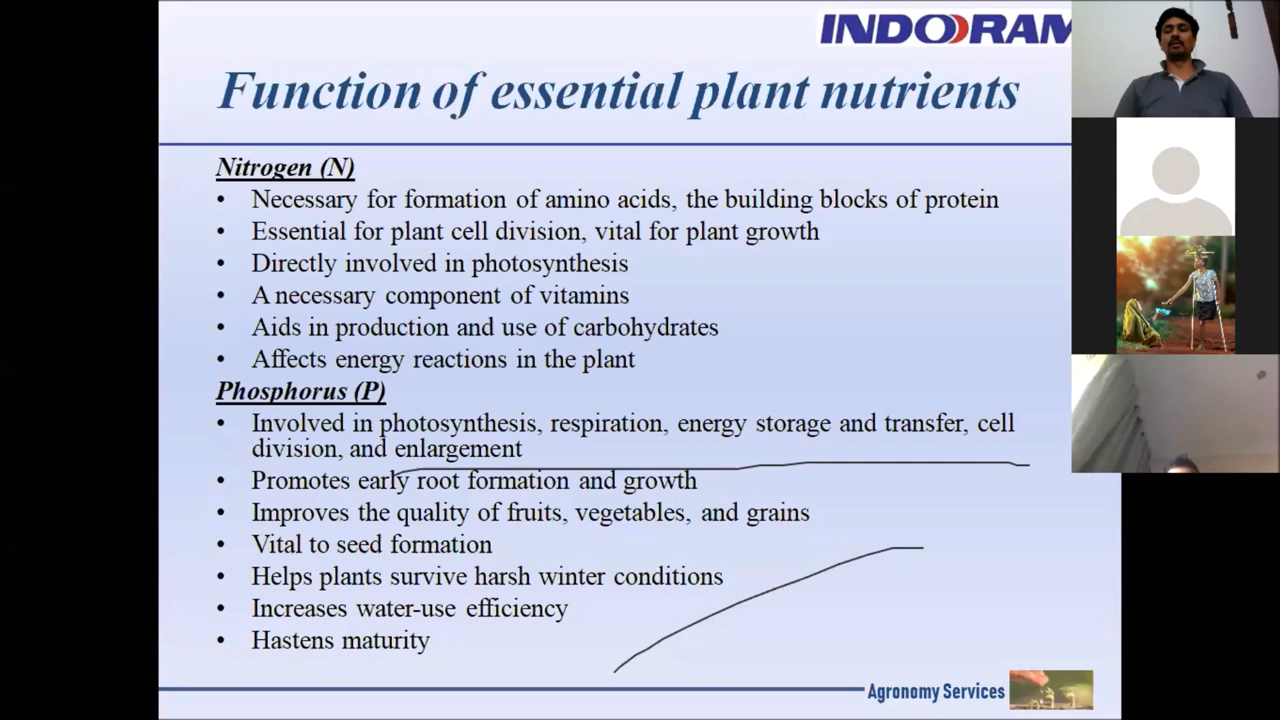 INDORAM
Function of essential plant nutrients
Nitrogen (N)
• Necessary for formation of amino acids, the building blocks of protein
• Essential for plant cell division, vital for plant growth
• Directly involved in photosynthesis
• A necessary component of vitamins
• Aids in production and use of carbohydrates
• Affects energy reactions in the plant
Phosphorus (P)
• Involved in photosynthesis, respiration, energy storage and transfer, cell
division, and enlargement
• Promotes early root formation and growth
• Improves the quality of fruits, vegetables, and grains
• Vital to seed formation
• Helps plants survive harsh winter conditions
• Increases water-use efficiency
• Hastens maturity
Agronomy Services